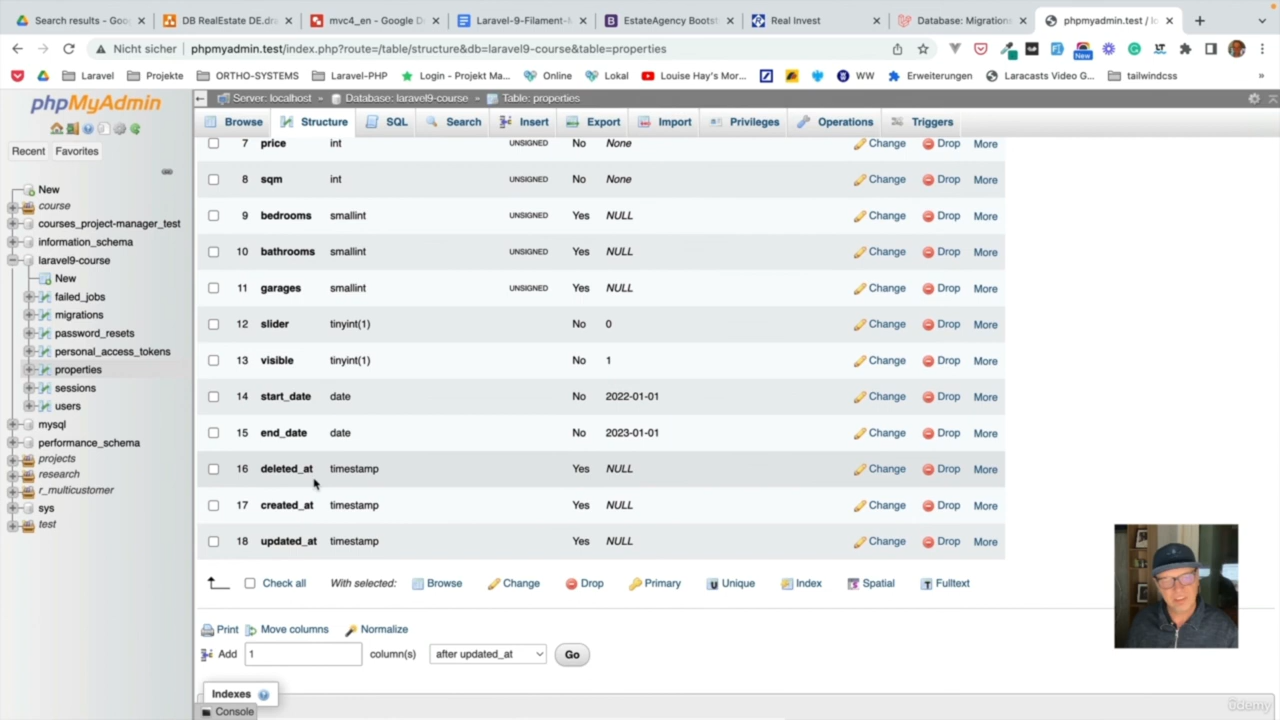 Search results - Goo
DB RealEstate DE.dra
mvc4_en - Google D
Laravel-9-Filament-
EstateAgency Boots
Real Invest
Database: Migration
phpmyadmin.test / lo
Nicht sicher
phpmyadmin.test/index.php?route=/table/structure&db=laravel9-course&table=properties
New
Laravel
Projekte
ORTHO-SYSTEMS
Laravel-PHP
Login - Projekt Ma...
Online
Lokal
Louise Hay's Mor...
WW
Erweiterungen
Laracasts Video G...
tailwindcss
»
phpMyAdmin
Recent
Favorites
New
course
courses_project-manager_test
information_schema
laravel9-course
New
failed_jobs
migrations
password_resets
personal_access_tokens
properties
sessions
users
mysql
performance_schema
projects
research
r_multicustomer
sys
test
Server: localhost » Database: laravel9-course » Table: properties
Browse Structure SQL Search Insert Export Import Privileges Operations Triggers
7 price int UNSIGNED No None Change Drop More
8 sqm int UNSIGNED No None Change Drop More
9 bedrooms smallint UNSIGNED Yes NULL Change Drop More
10 bathrooms smallint UNSIGNED Yes NULL Change Drop More
11 garages smallint UNSIGNED Yes NULL Change Drop More
12 slider tinyint(1) No 0 Change Drop More
13 visible tinyint(1) No 1 Change Drop More
14 start_date date No 2022-01-01 Change Drop More
15 end_date date No 2023-01-01 Change Drop More
16 deleted_at timestamp Yes NULL Change Drop More
17 created_at timestamp Yes NULL Change Drop More
18 updated_at timestamp Yes NULL Change Drop More
Check all With selected: Browse Change Drop Primary Unique Index Spatial Fulltext
Print Move columns Normalize
Add 1 column(s) after updated_at Go
Indexes
Console
ûdemy